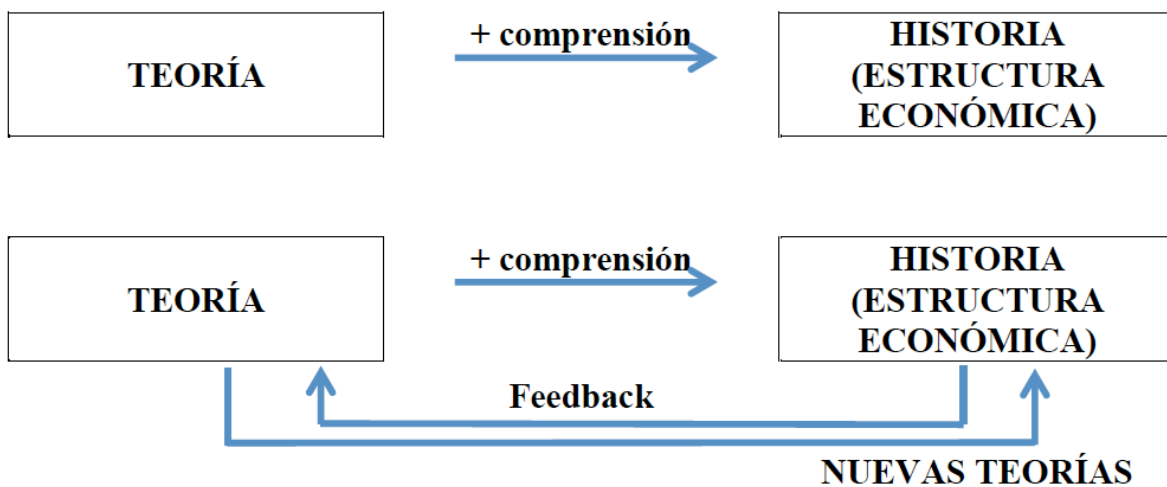 TEORÍA
+ comprensión
HISTORIA
(ESTRUCTURA
ECONÓMICA)
TEORÍA
+ comprensión
HISTORIA
(ESTRUCTURA
ECONÓMICA)
Feedback
NUEVAS TEORÍAS